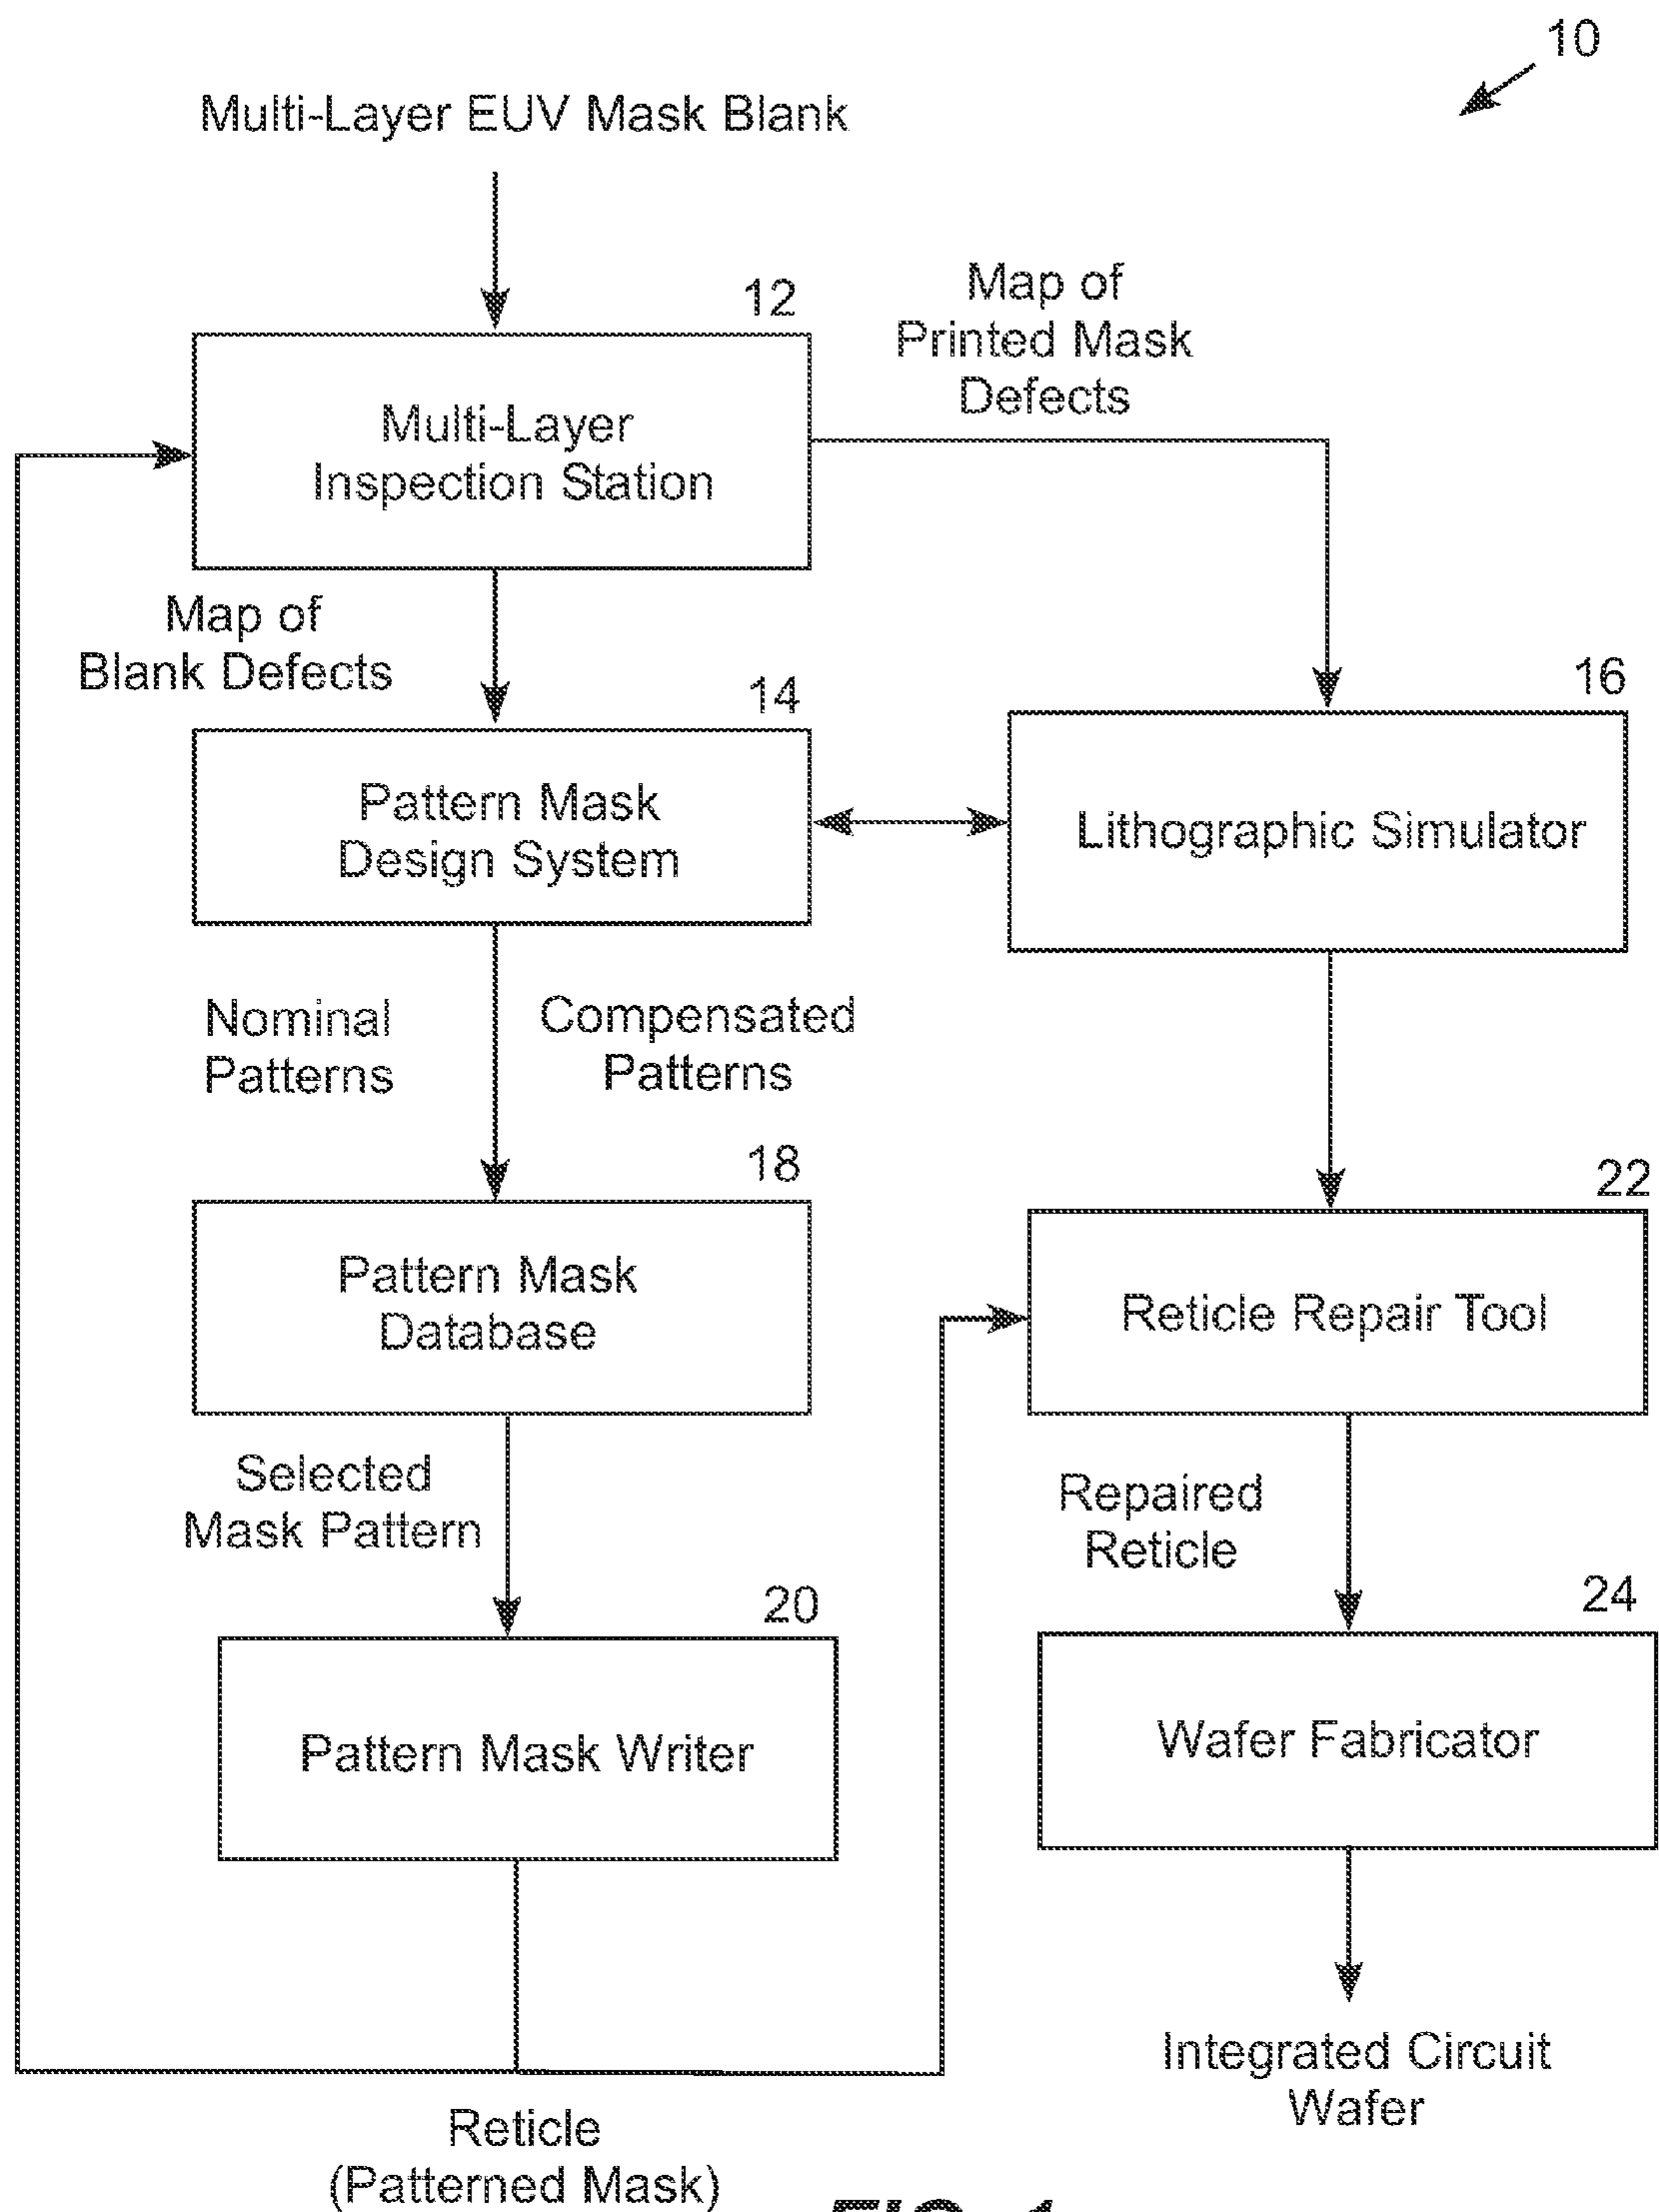 10
Multi-Layer EUV Mask Blank
12
Map of
Printed Mask
Defects
Multi-Layer
Inspection Station
Map of
Blank Defects
14
16
Pattern Mask
Design System
Lithographic Simulator
Nominal
Patterns
Compensated
Patterns
18
22
Pattern Mask
Database
Reticle Repair Tool
Selected
Mask Pattern
Repaired
Reticle
20
24
Pattern Mask Writer
Wafer Fabricator
Integrated Circuit
Wafer
Reticle
(Patterned Mask)